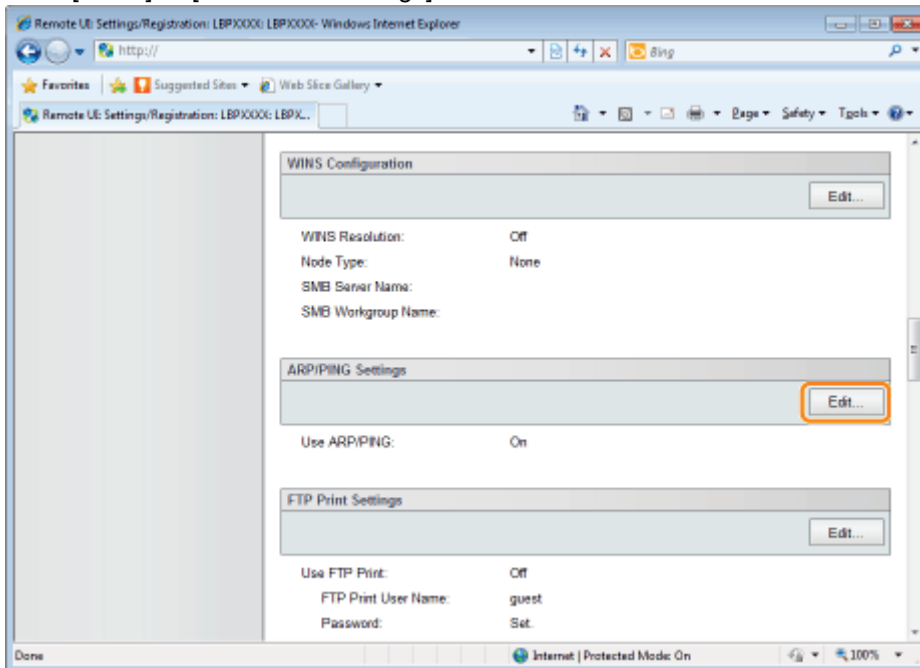 Remote UI: Settings/Registration: LBPXXXX: LBPXXXX- Windows Internet Explorer
http://
Bing
Favorites Suggested Sites Web Slice Gallery
Remote UI: Settings/Registration: LBPXXXX: LBPX... Page Safety Tools
WINS Configuration
Edit...
WINS Resolution: Off
Node Type: None
SMB Server Name:
SMB Workgroup Name:
ARP/PING Settings
Edit...
Use ARP/PING: On
FTP Print Settings
Edit...
Use FTP Print: Off
FTP Print User Name: guest
Password: Set.
Done Internet | Protected Mode: On 100%